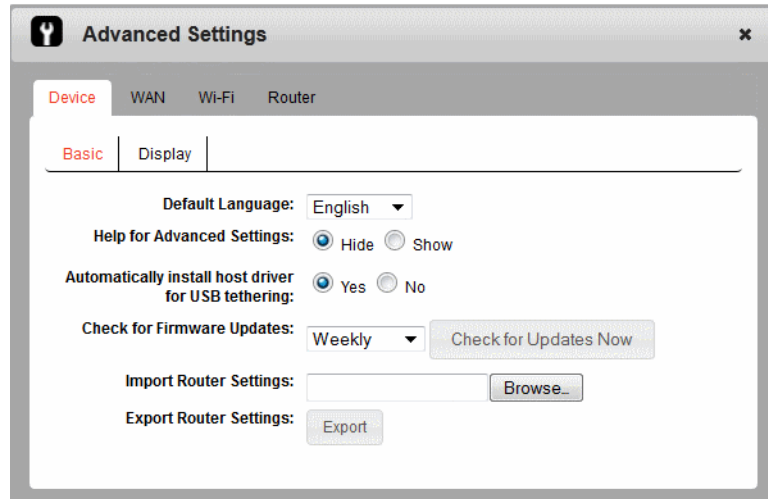 Advanced Settings
Device WAN Wi-Fi Router
Basic Display
Default Language: English
Help for Advanced Settings: Hide Show
Automatically install host driver
for USB tethering: Yes No
Check for Firmware Updates: Weekly Check for Updates Now
Import Router Settings: Browse...
Export Router Settings: Export